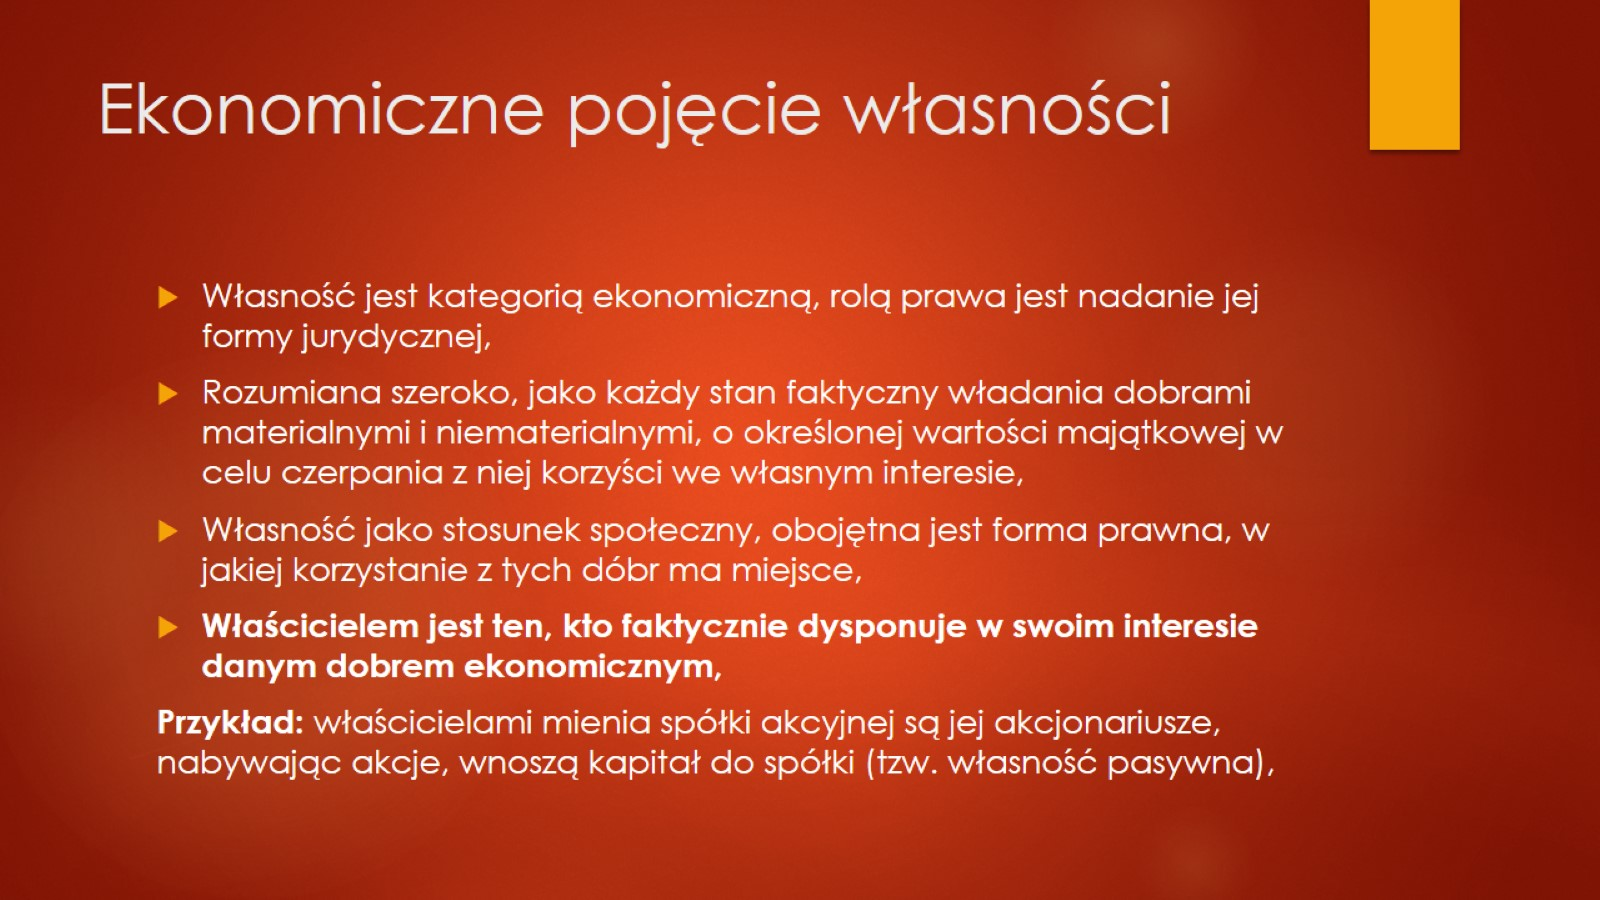 Ekonomiczne pojęcie własności
Własność jest kategorią ekonomiczną, rolą prawa jest nadanie jej
formy jurydycznej,
Rozumiana szeroko, jako każdy stan faktyczny władania dobrami
materialnymi i niematerialnymi, o określonej wartości majątkowej w
celu czerpania z niej korzyści we własnym interesie,
Własność jako stosunek społeczny, obojętna jest forma prawna, w
jakiej korzystanie z tych dóbr ma miejsce,
Właścicielem jest ten, kto faktycznie dysponuje w swoim interesie
danym dobrem ekonomicznym,
Przykład: właścicielami mienia spółki akcyjnej są jej akcjonariusze,
nabywając akcje, wnoszą kapitał do spółki (tzw. własność pasywna),